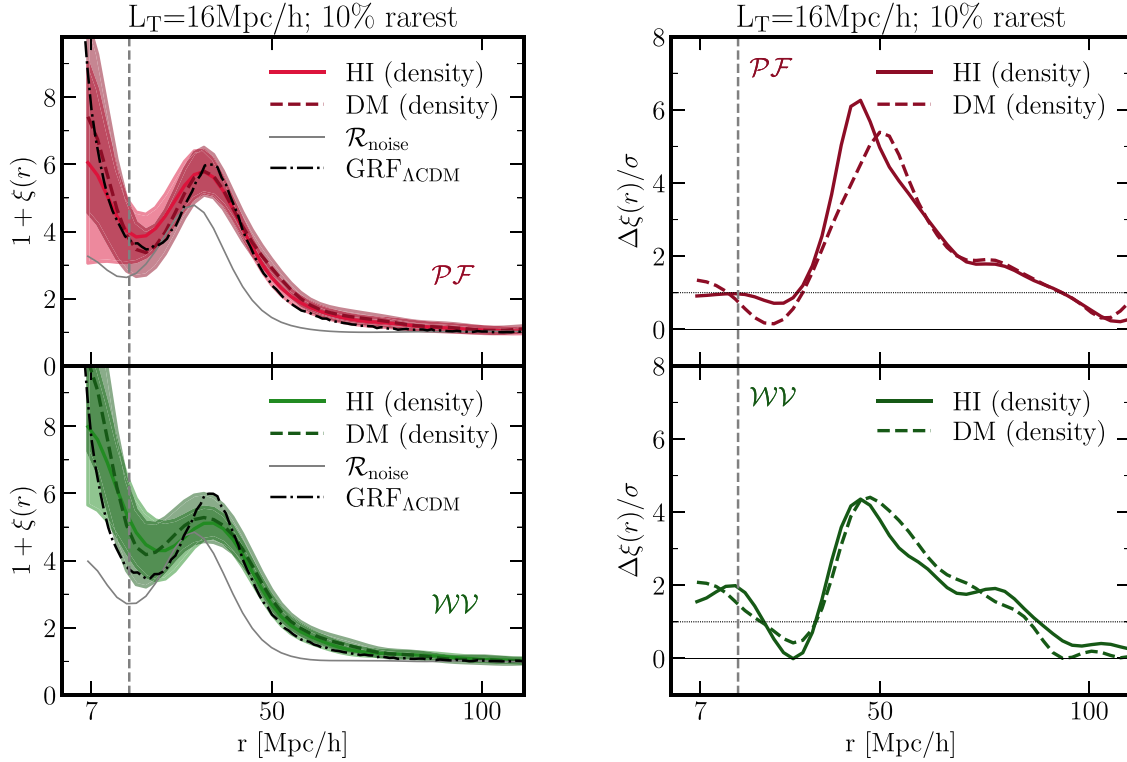 L_T=16Mpc/h; 10% rarest
8
6
4
2
0
1 + ξ(r)
HI (density)
DM (density)
R_noise
GRF_ΛCDM
PF
8
6
4
2
0
1 + ξ(r)
HI (density)
DM (density)
R_noise
GRF_ΛCDM
WV
7
50
100
r [Mpc/h]
L_T=16Mpc/h; 10% rarest
8
6
4
2
0
Δξ(r)/σ
PF
HI (density)
DM (density)
8
6
4
2
0
Δξ(r)/σ
WV
HI (density)
DM (density)
7
50
100
r [Mpc/h]